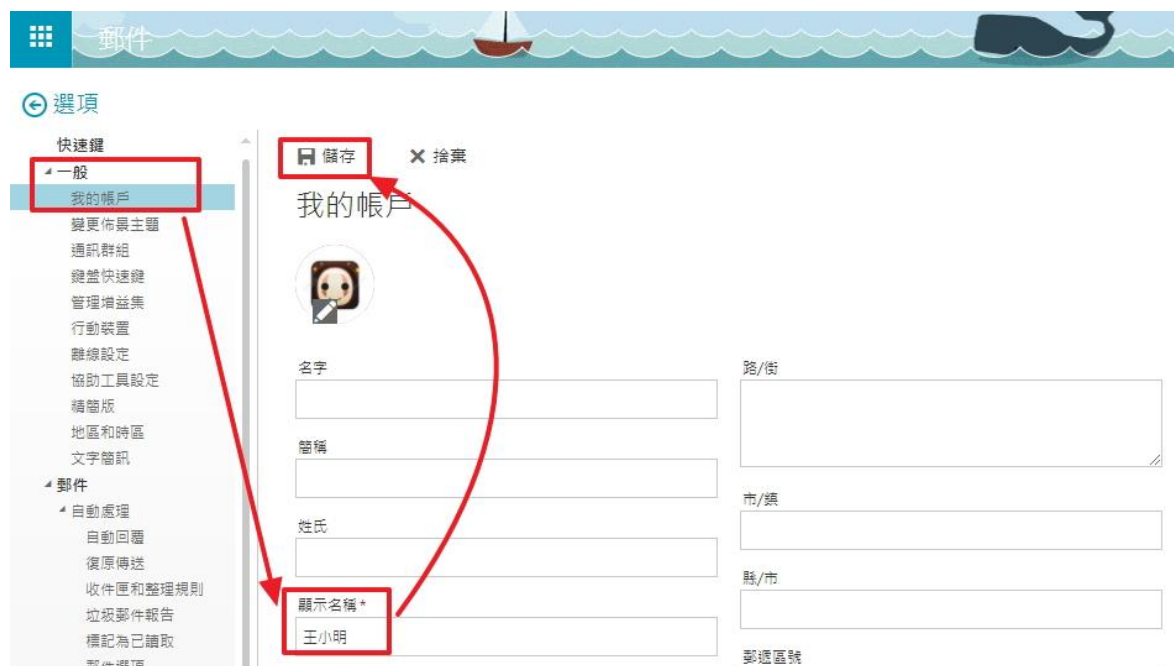 郵件
選項
快速鍵
一般
我的帳戶
變更佈景主題
通訊群組
鍵盤快速鍵
管理增益集
行動裝置
離線設定
協助工具設定
精簡版
地區和時區
文字簡訊
郵件
自動處理
自動回覆
復原傳送
收件匣和整理規則
垃圾郵件報告
標記為已讀取
郵件選項
儲存 捨棄
我的帳戶
名字
簡稱
姓氏
顯示名稱*
王小明
路/街
市/鎮
縣/市
郵遞區號